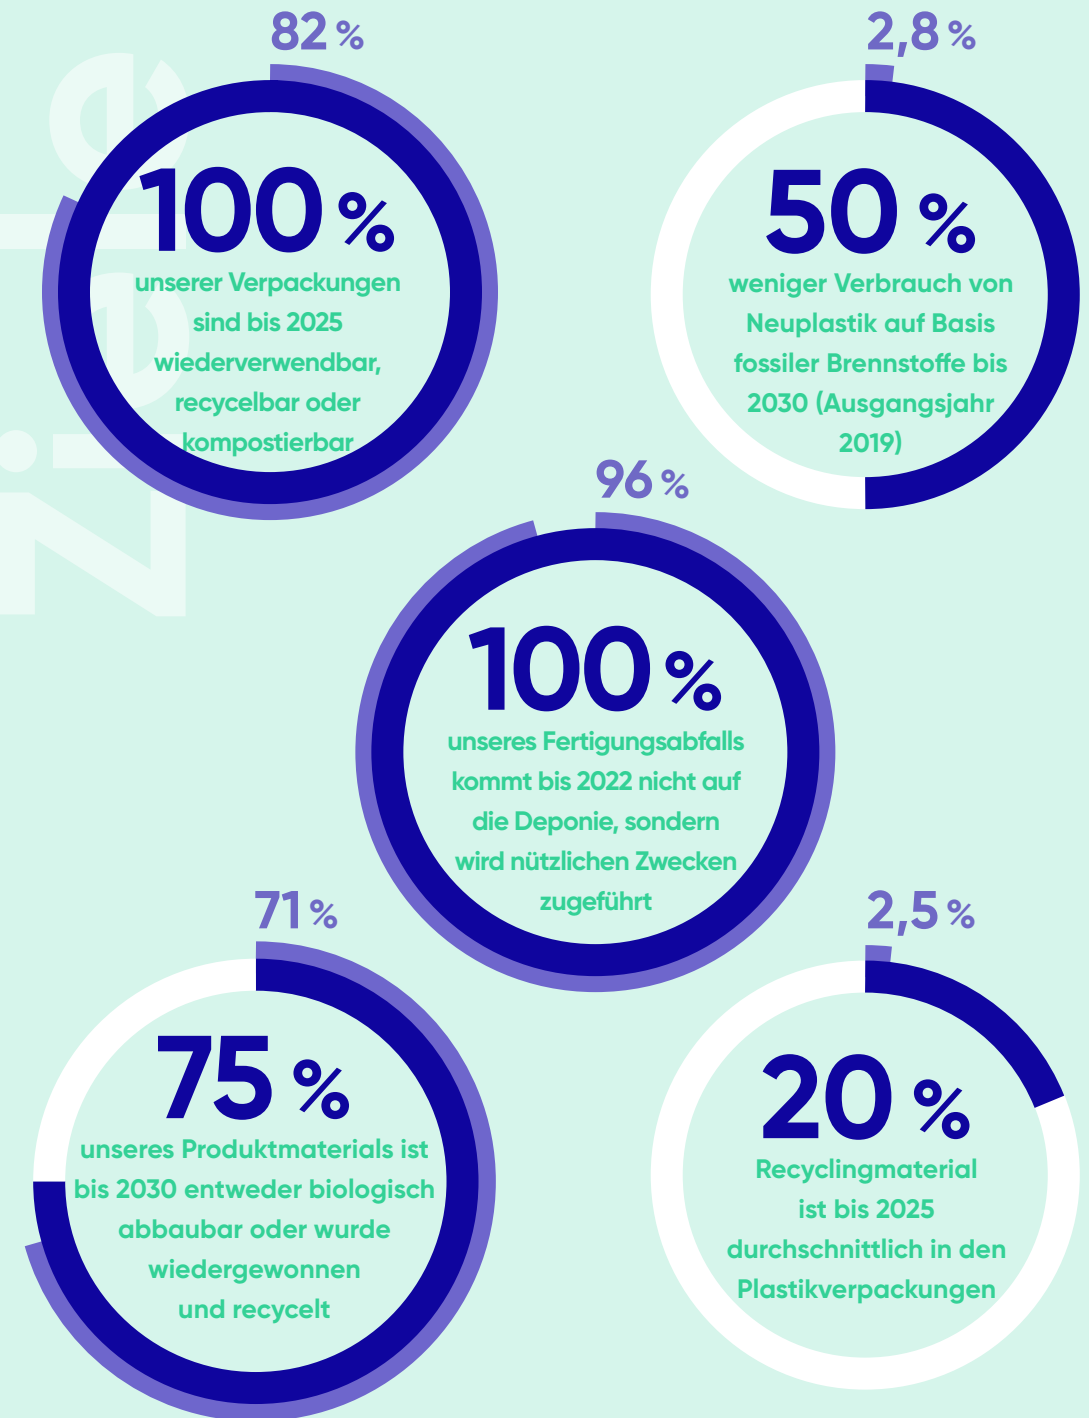 Ziele
82 %
100 %
unserer Verpackungen
sind bis 2025
wiederverwendbar,
recycelbar oder
kompostierbar
2,8 %
50 %
weniger Verbrauch von
Neuplastik auf Basis
fossiler Brennstoffe bis
2030 (Ausgangsjahr
2019)
96 %
100 %
unseres Fertigungsabfalls
kommt bis 2022 nicht auf
die Deponie, sondern
wird nützlichen Zwecken
zugeführt
71 %
75 %
unseres Produktmaterials ist
bis 2030 entweder biologisch
abbaubar oder wurde
wiedergewonnen
und recycelt
2,5 %
20 %
Recyclingmaterial
ist bis 2025
durchschnittlich in den
Plastikverpackungen